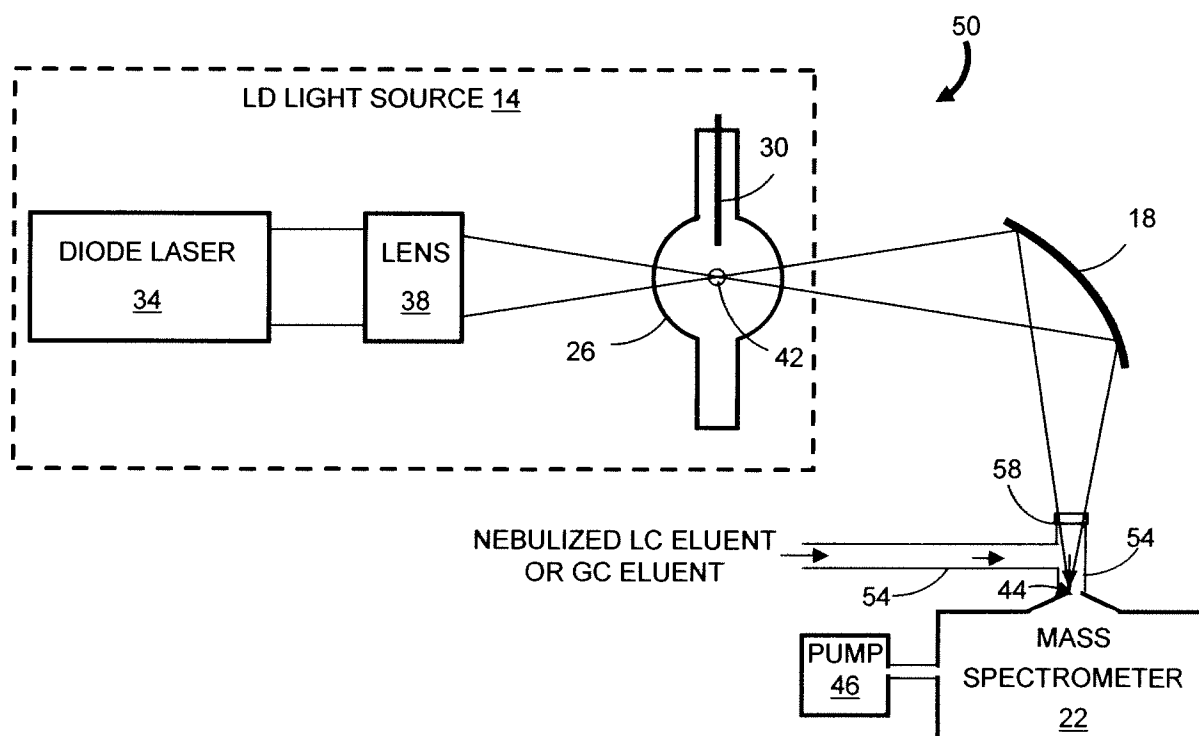 50
LD LIGHT SOURCE 14
30
18
DIODE LASER
34
LENS
38
26
42
58
NEBULIZED LC ELUENT
OR GC ELUENT
54
54
44
PUMP
46
MASS
SPECTROMETER
22